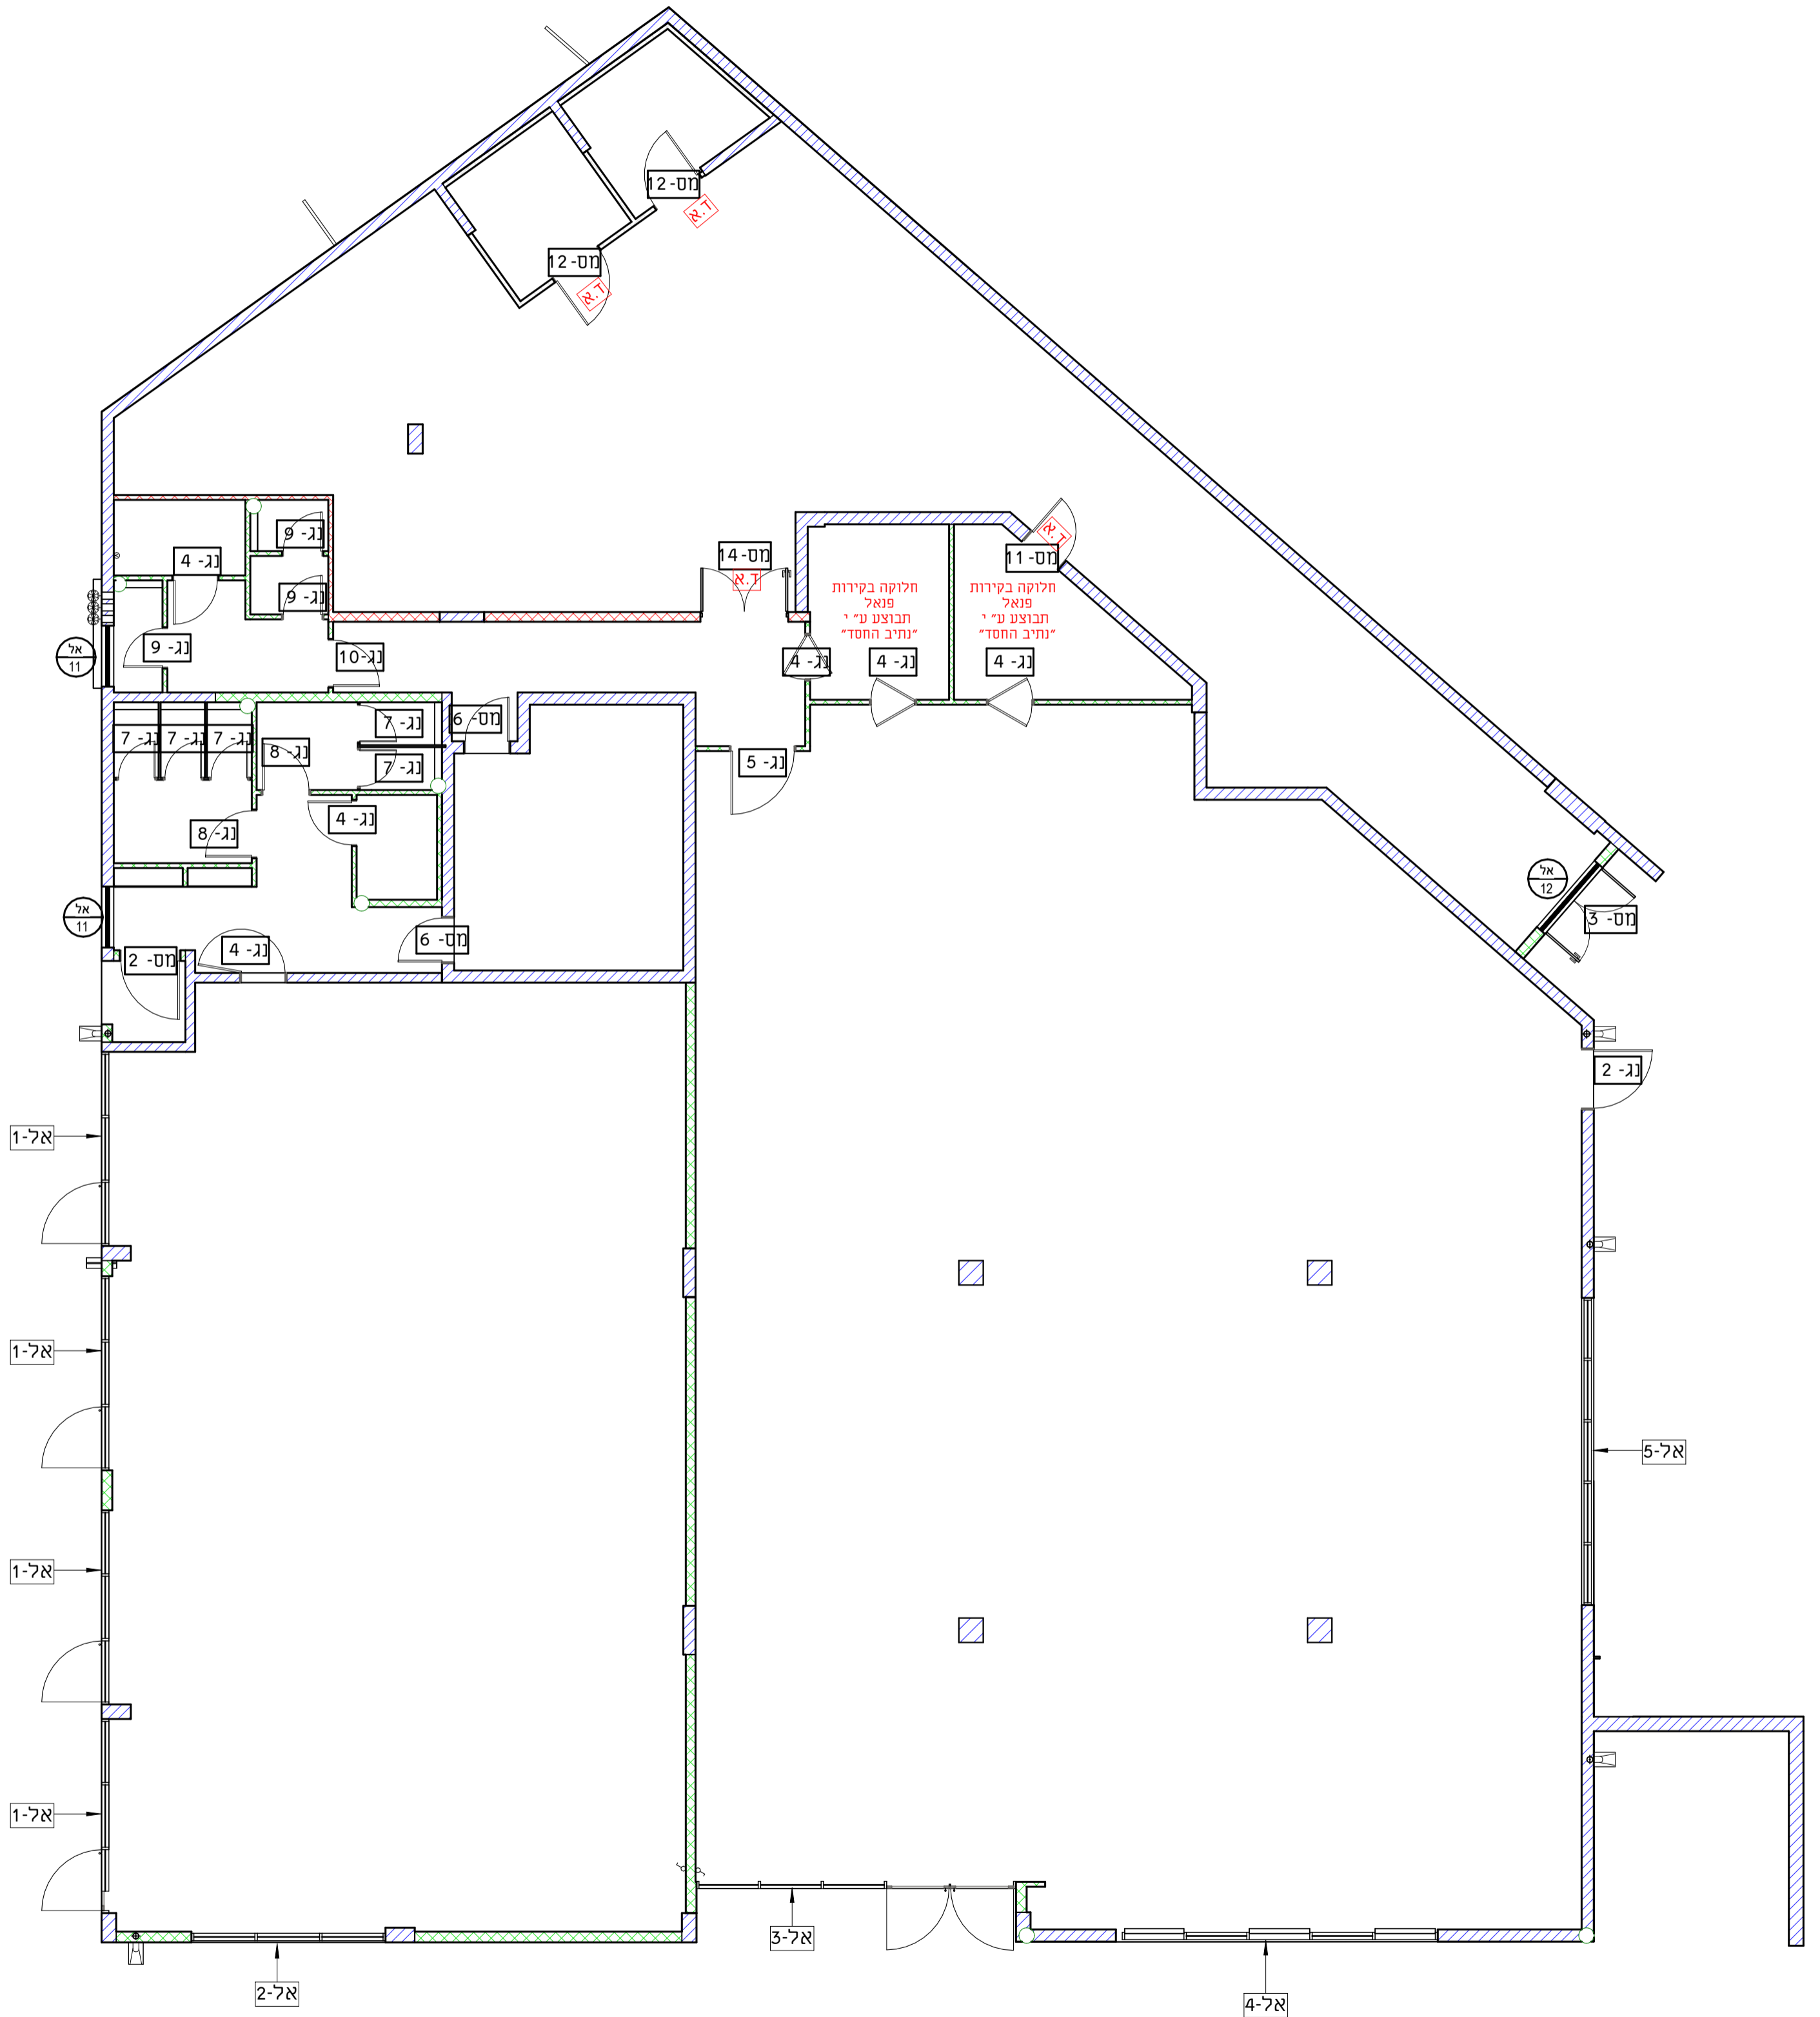 מס-12
ד.א
מס-12
ד.א
נג- 9
נג- 4
נג- 9
נג- 9
אל
11
נג-10
מס-14
ד.א
ד.א
מס-11
חלוקה בקירות
פנאל
תבוצע ע״ י
״נתיב החסד״
חלוקה בקירות
פנאל
תבוצע ע״ י
״נתיב החסד״
נג- 4
נג- 4
נג- 4
נג- 7
נג- 7
נג- 7
נג- 7
נג- 7
נג- 8
מס- 6
נג- 5
נג- 4
נג- 8
אל
11
מס- 2
נג- 4
מס- 6
אל
12
מס- 3
נג- 2
אל-1
אל-1
אל-1
אל-1
אל-5
אל-2
אל-3
אל-4